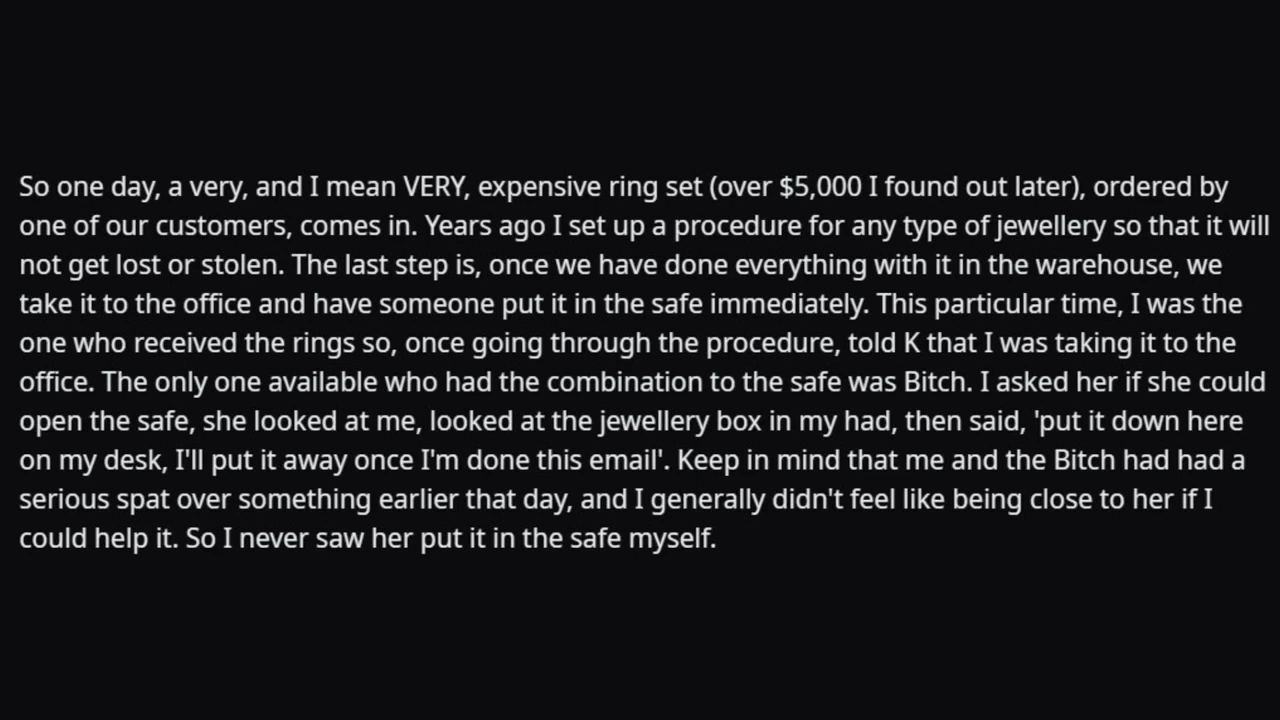 So one day, a very, and I mean VERY, expensive ring set (over $5,000 I found out later), ordered by
one of our customers, comes in. Years ago I set up a procedure for any type of jewellery so that it will
not get lost or stolen. The last step is, once we have done everything with it in the warehouse, we
take it to the office and have someone put it in the safe immediately. This particular time, I was the
one who received the rings so, once going through the procedure, told K that I was taking it to the
office. The only one available who had the combination to the safe was Bitch. I asked her if she could
open the safe, she looked at me, looked at the jewellery box in my had, then said, 'put it down here
on my desk, I'll put it away once I'm done this email'. Keep in mind that me and the Bitch had had a
serious spat over something earlier that day, and I generally didn't feel like being close to her if I
could help it. So I never saw her put it in the safe myself.